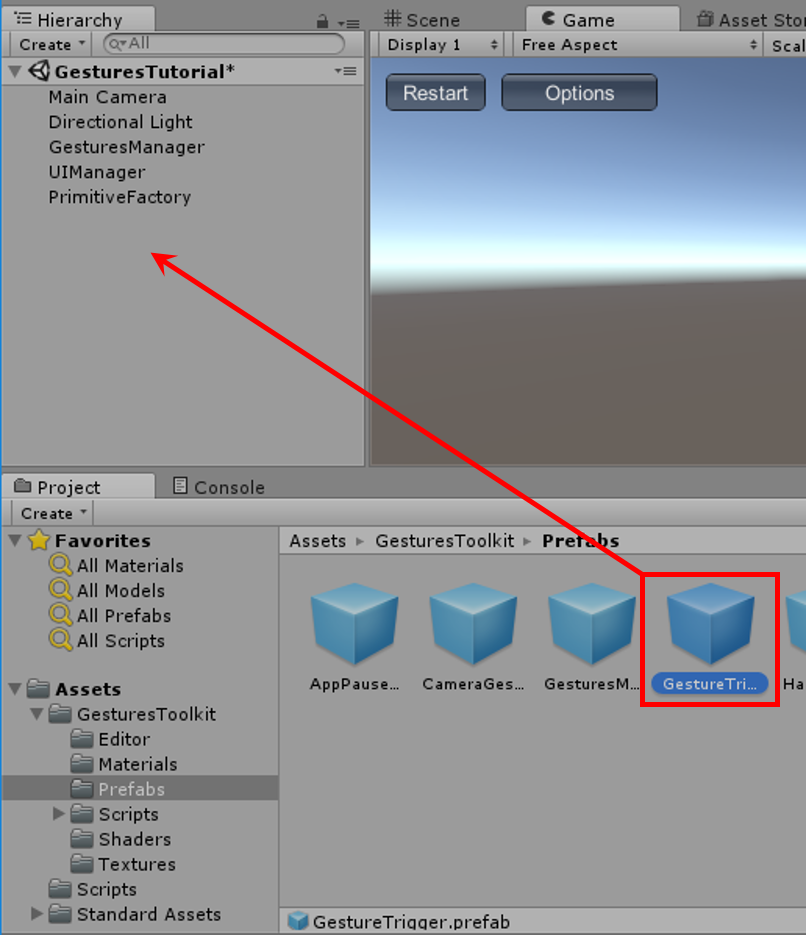 Hierarchy
Create All
GesturesTutorial*
Main Camera
Directional Light
GesturesManager
UIManager
PrimitiveFactory
Scene Game Asset Stor
Display 1 Free Aspect Scal
Restart Options
Project Console
Create
Favorites
All Materials
All Models
All Prefabs
All Scripts
Assets
GesturesToolkit
Editor
Materials
Prefabs
Scripts
Shaders
Textures
Scripts
Standard Assets
Assets GesturesToolkit Prefabs
AppPause... CameraGes... GesturesM... GestureTri... Ha
GestureTrigger.prefab